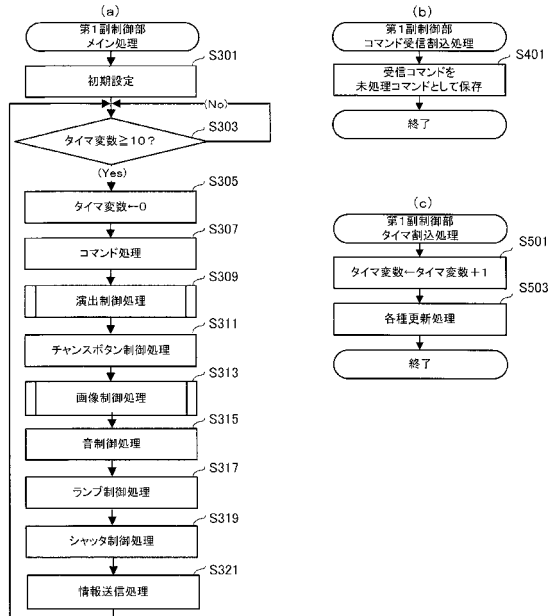 (a)
第1副制御部
メイン処理
S301
初期設定
(No)
S303
タイマ変数≧10?
(Yes)
S305
タイマ変数←0
S307
コマンド処理
S309
演出制御処理
S311
チャンスボタン制御処理
S313
画像制御処理
S315
音制御処理
S317
ランプ制御処理
S319
シャッタ制御処理
S321
情報送信処理
(b)
第1副制御部
コマンド受信割込処理
S401
受信コマンドを
未処理コマンドとして保存
終了
(c)
第1副制御部
タイマ割込処理
S501
タイマ変数←タイマ変数+1
S503
各種更新処理
終了